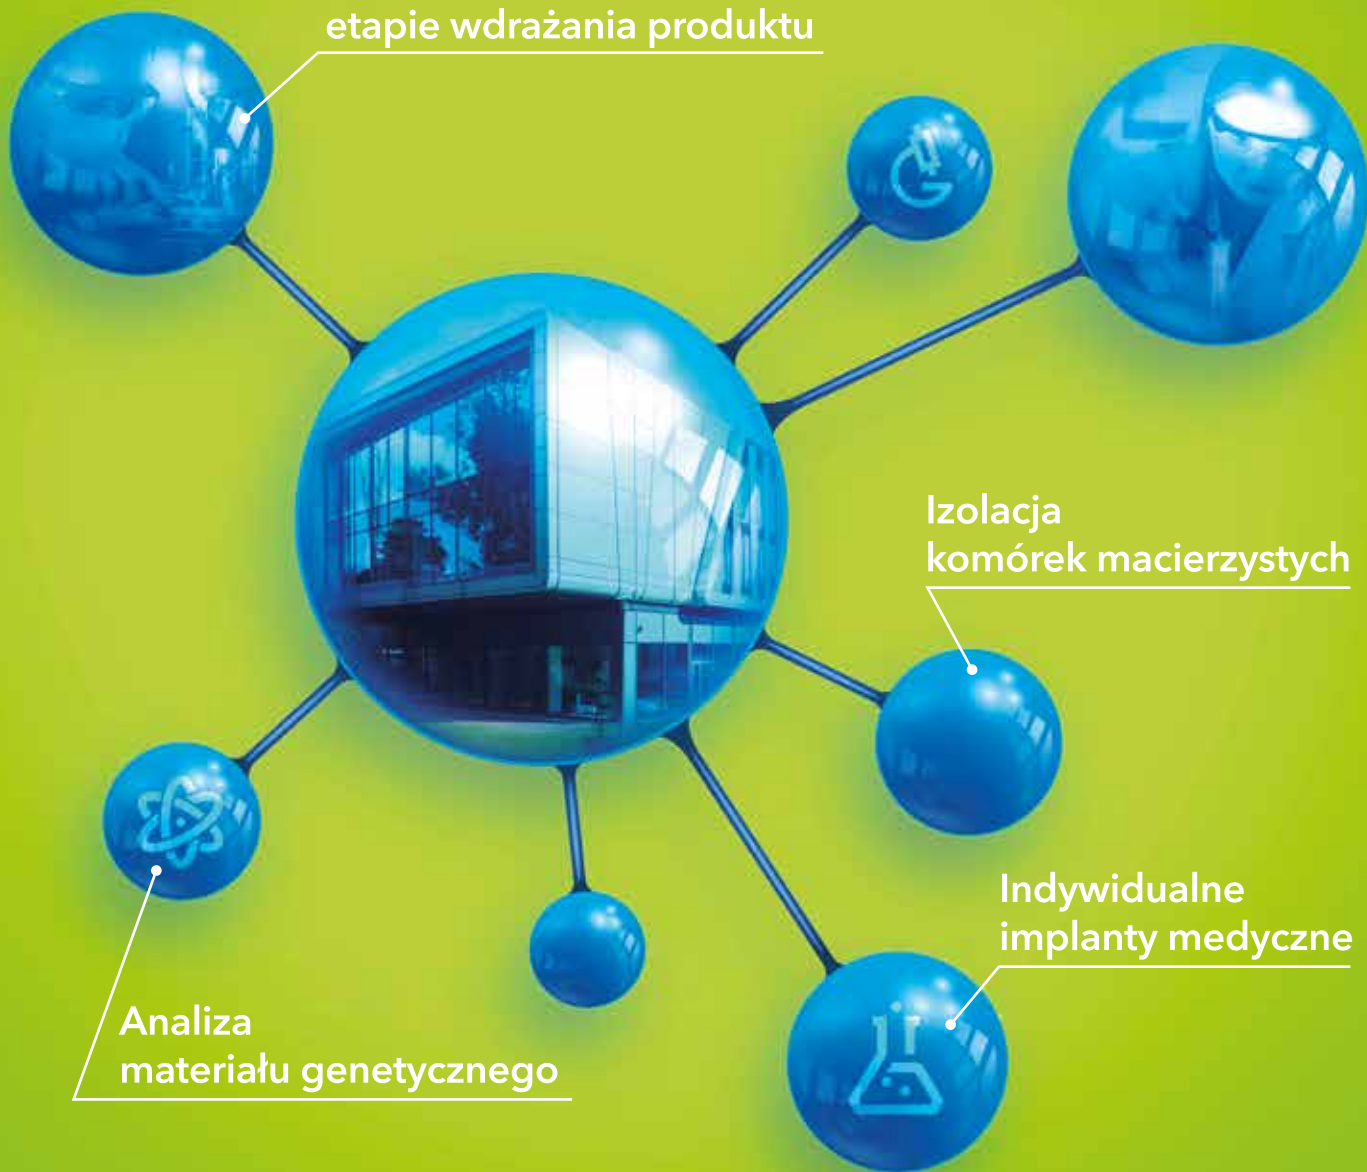 etapie wdrażania produktu
Izolacja
komórek macierzystych
Indywidualne
implanty medyczne
Analiza
materiału genetycznego